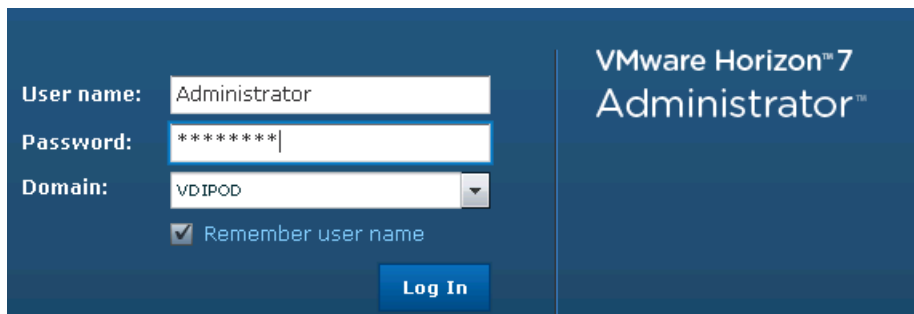 User name: Administrator
Password: ********
Domain: VDIPOD
Remember user name
Log In
VMware Horizon™ 7
Administrator™